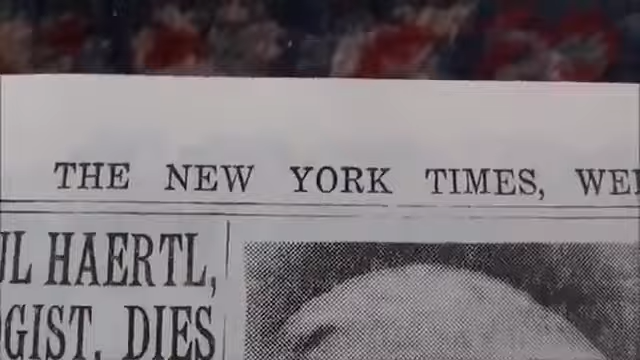 THE NEW YORK TIMES, WE
UL HAERTL,
GIST, DIES